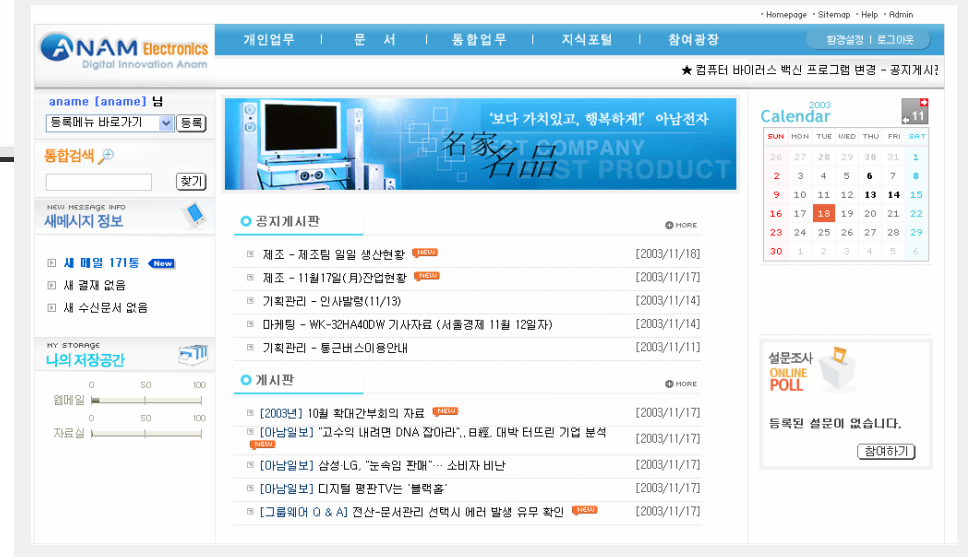 · Homepage · Sitemap · Help · Admin
ANAM Electronics
Digital Innovation Anam
개인업무 | 문 서 | 통합업무 | 지식포털 | 참여광장
환경설정 | 로그아웃
★ 컴퓨터 바이러스 백신 프로그램 변경 - 공지게시판
aname [aname] 님
등록메뉴 바로가기 등록
통합검색
찾기
NEW MESSAGE INFO
새메시지 정보
새 메일 171통 New
새 결재 없음
새 수신문서 없음
MY STORAGE
나의 저장공간
0 50 100
웹메일
0 50 100
자료실
'보다 가치있고, 행복하게!' 아남전자
名家
名品
BEST COMPANY
BEST PRODUCT
공지게시판 MORE
제조 - 제조팀 일일 생산현황 NEW [2003/11/18]
제조 - 11월17일(月)잔업현황 NEW [2003/11/17]
기획관리 - 인사발령(11/13) [2003/11/14]
마케팅 - WK-32HA40DW 기사자료 (서울경제 11월 12일자) [2003/11/14]
기획관리 - 통근버스이용안내 [2003/11/11]
게시판 MORE
[2003년] 10월 확대간부회의 자료 NEW [2003/11/17]
[아남일보] "고수익 내려면 DNA 잡아라",, 日經, 대박 터뜨린 기업 분석 NEW [2003/11/17]
[아남일보] 삼성·LG, "눈속임 판매"… 소비자 비난 [2003/11/17]
[아남일보] 디지털 평판TV는 '블랙홀' [2003/11/17]
[그룹웨어 Q & A] 전산-문서관리 선택시 에러 발생 유무 확인 NEW [2003/11/17]
2003
Calendar 11
SUN MON TUE WED THU FRI SAT
26 27 28 29 30 31 1
2 3 4 5 6 7 8
9 10 11 12 13 14 15
16 17 18 19 20 21 22
23 24 25 26 27 28 29
30 1 2 3 4 5 6
설문조사
ONLINE
POLL
등록된 설문이 없습니다.
참여하기